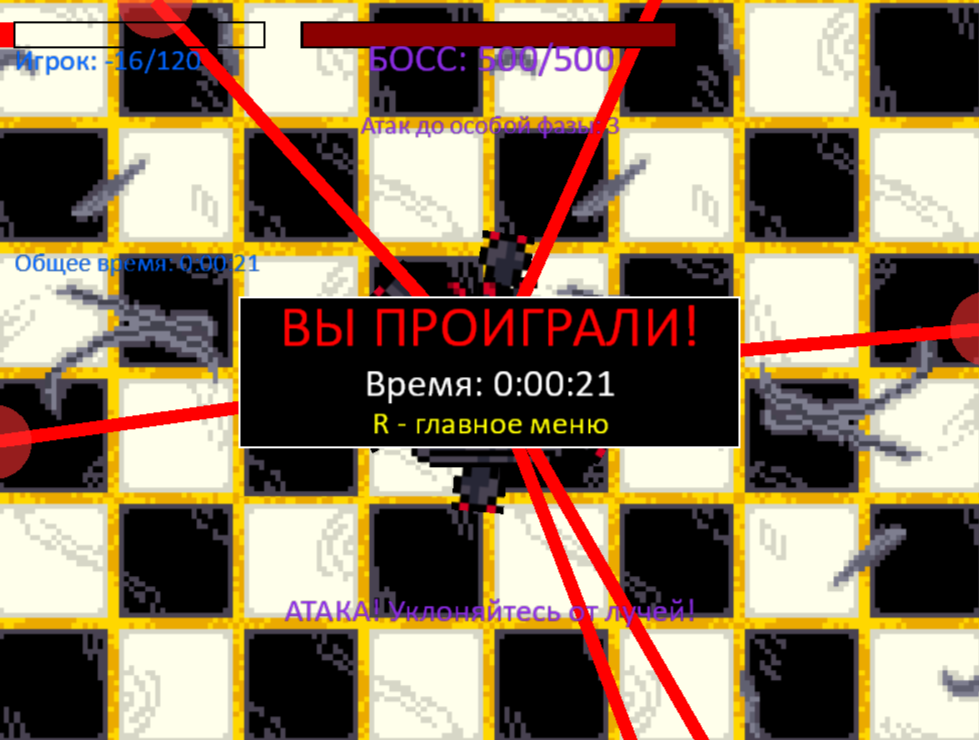 Игрок: -16/120
БОСС: 500/500
Атак до особой фазы: 3
Общее время: 0:00:21
ВЫ ПРОИГРАЛИ!
Время: 0:00:21
R - главное меню
АТАКА! Уклоняйтесь от лучей!